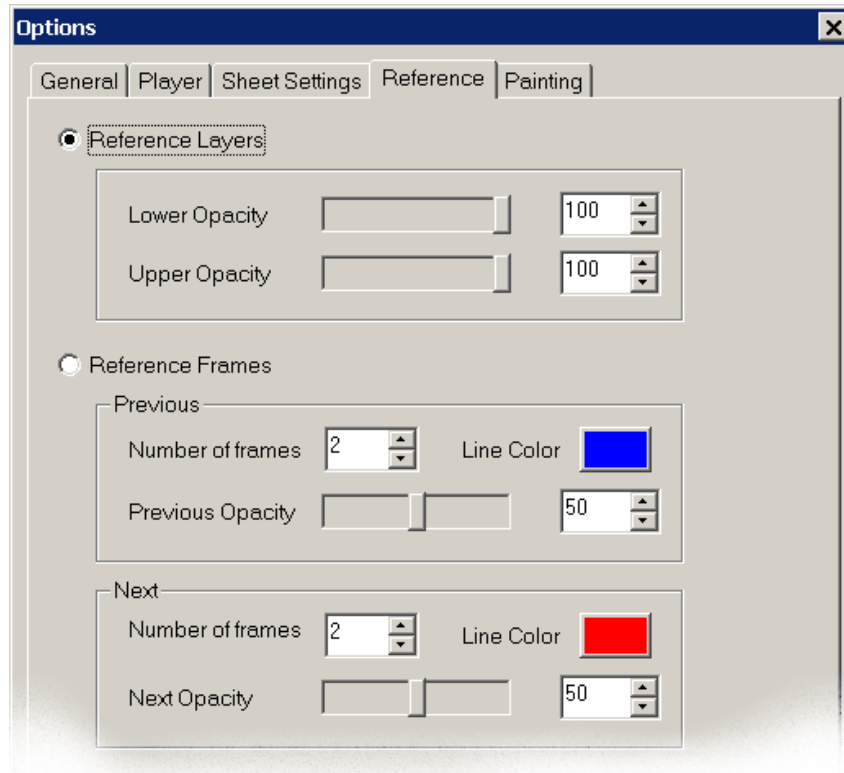 Options
General Player Sheet Settings Reference Painting
Reference Layers
Lower Opacity 100
Upper Opacity 100
Reference Frames
Previous
Number of frames 2 Line Color
Previous Opacity 50
Next
Number of frames 2 Line Color
Next Opacity 50